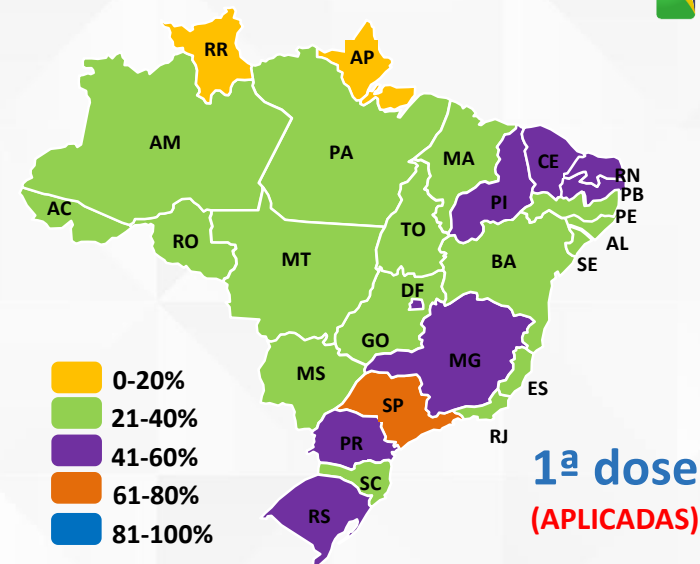 RR
AP
AM
PA
MA
CE
RN
PB
PI
PE
AL
SE
AC
RO
TO
MT
BA
DF
GO
MG
MS
ES
SP
RJ
PR
SC
RS
0-20%
21-40%
41-60%
61-80%
81-100%
1ª dose
(APLICADAS)